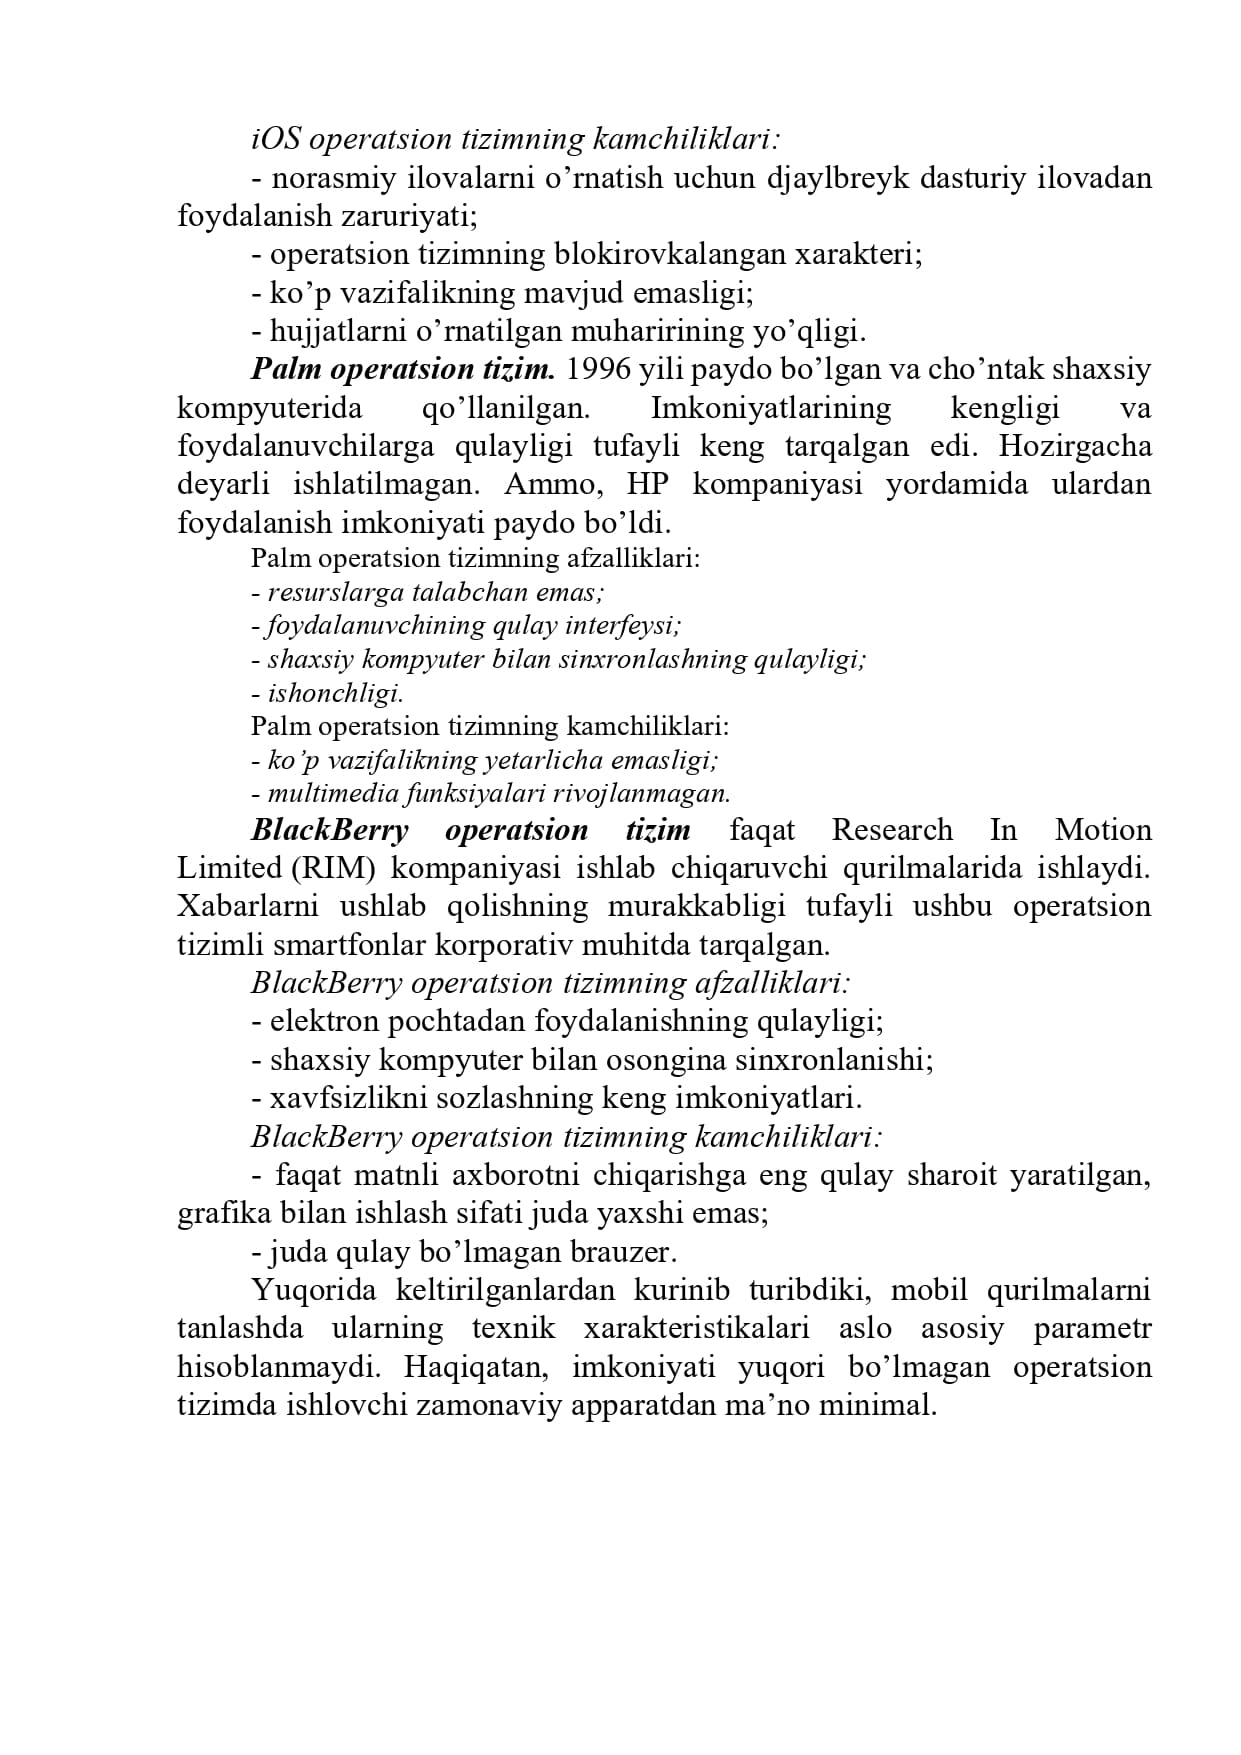 iOS operatsion tizimning kamchiliklari:
- norasmiy ilovalarni o’rnatish uchun djaylbreyk dasturiy ilovadan
foydalanish zaruriyati;
- operatsion tizimning blokirovkalangan xarakteri;
- ko’p vazifalikning mavjud emasligi;
- hujjatlarni o’rnatilgan muharirining yo’qligi.
Palm operatsion tizim. 1996 yili paydo bo’lgan va cho’ntak shaxsiy
kompyuterida qo’llanilgan. Imkoniyatlarining kengligi va
foydalanuvchilarga qulayligi tufayli keng tarqalgan edi. Hozirgacha
deyarli ishlatilmagan. Ammo, HP kompaniyasi yordamida ulardan
foydalanish imkoniyati paydo bo’ldi.
Palm operatsion tizimning afzalliklari:
- resurslarga talabchan emas;
- foydalanuvchining qulay interfeysi;
- shaxsiy kompyuter bilan sinxronlashning qulayligi;
- ishonchligi.
Palm operatsion tizimning kamchiliklari:
- ko’p vazifalikning yetarlicha emasligi;
- multimedia funksiyalari rivojlanmagan.
BlackBerry operatsion tizim faqat Research In Motion
Limited (RIM) kompaniyasi ishlab chiqaruvchi qurilmalarida ishlaydi.
Xabarlarni ushlab qolishning murakkabligi tufayli ushbu operatsion
tizimli smartfonlar korporativ muhitda tarqalgan.
BlackBerry operatsion tizimning afzalliklari:
- elektron pochtadan foydalanishning qulayligi;
- shaxsiy kompyuter bilan osongina sinxronlanishi;
- xavfsizlikni sozlashning keng imkoniyatlari.
BlackBerry operatsion tizimning kamchiliklari:
- faqat matnli axborotni chiqarishga eng qulay sharoit yaratilgan,
grafika bilan ishlash sifati juda yaxshi emas;
- juda qulay bo’lmagan brauzer.
Yuqorida keltirilganlardan kurinib turibdiki, mobil qurilmalarni
tanlashda ularning texnik xarakteristikalari aslo asosiy parametr
hisoblanmaydi. Haqiqatan, imkoniyati yuqori bo’lmagan operatsion
tizimda ishlovchi zamonaviy apparatdan ma’no minimal.